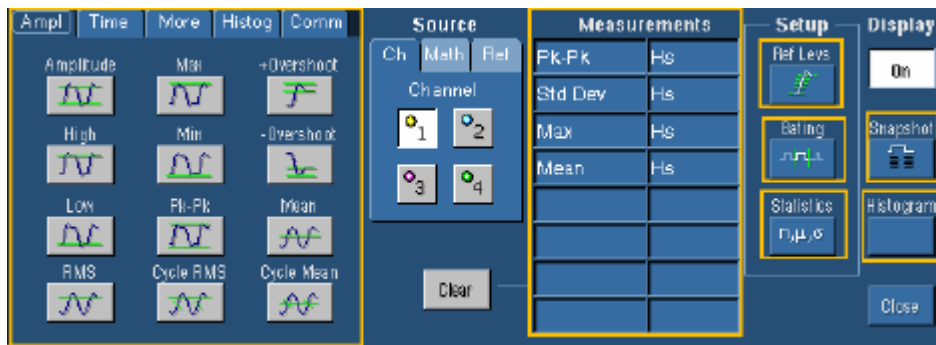 Ampl Time More Histog Comm
Amplitude Max +Overshoot
High Min -Overshoot
Low Pk-Pk Mean
RMS Cycle RMS Cycle Mean
Source
Ch Math Ref
Channel
1 2
3 4
Clear
Measurements
Pk-Pk Hs
Std Dev Hs
Max Hs
Mean Hs
Setup
Ref Levs
Gating
Statistics
n,μ,σ
Display
On
Snapshot
Histogram
Close